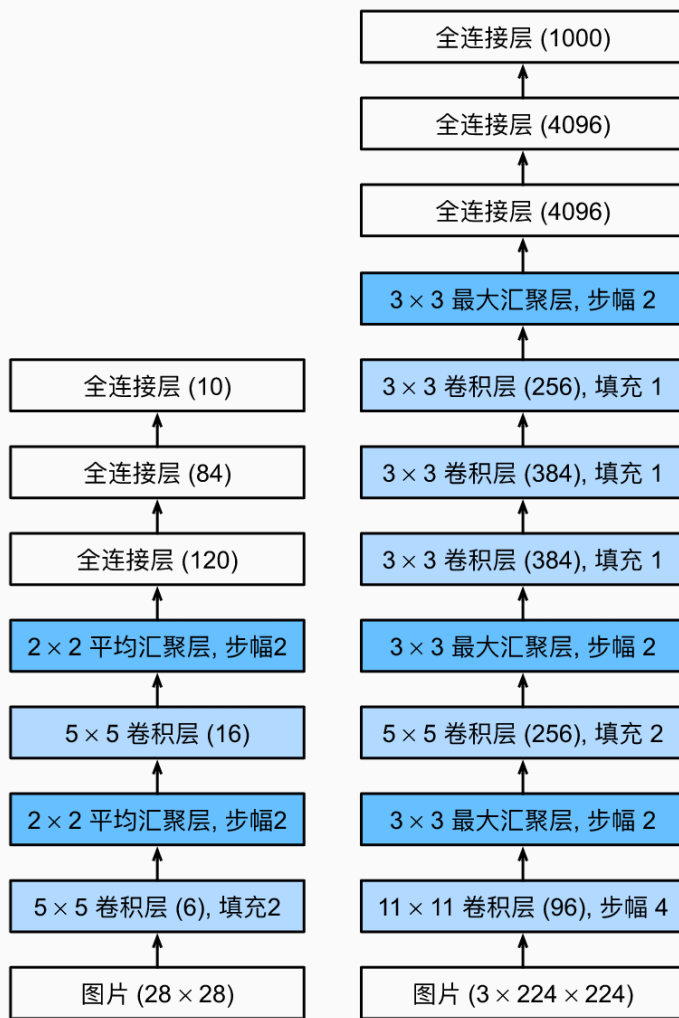 全连接层 (10)
全连接层 (84)
全连接层 (120)
2 × 2 平均汇聚层, 步幅2
5 × 5 卷积层 (16)
2 × 2 平均汇聚层, 步幅2
5 × 5 卷积层 (6), 填充2
图片 (28 × 28)
全连接层 (1000)
全连接层 (4096)
全连接层 (4096)
3 × 3 最大汇聚层, 步幅 2
3 × 3 卷积层 (256), 填充 1
3 × 3 卷积层 (384), 填充 1
3 × 3 卷积层 (384), 填充 1
3 × 3 最大汇聚层, 步幅 2
5 × 5 卷积层 (256), 填充 2
3 × 3 最大汇聚层, 步幅 2
11 × 11 卷积层 (96), 步幅 4
图片 (3 × 224 × 224)